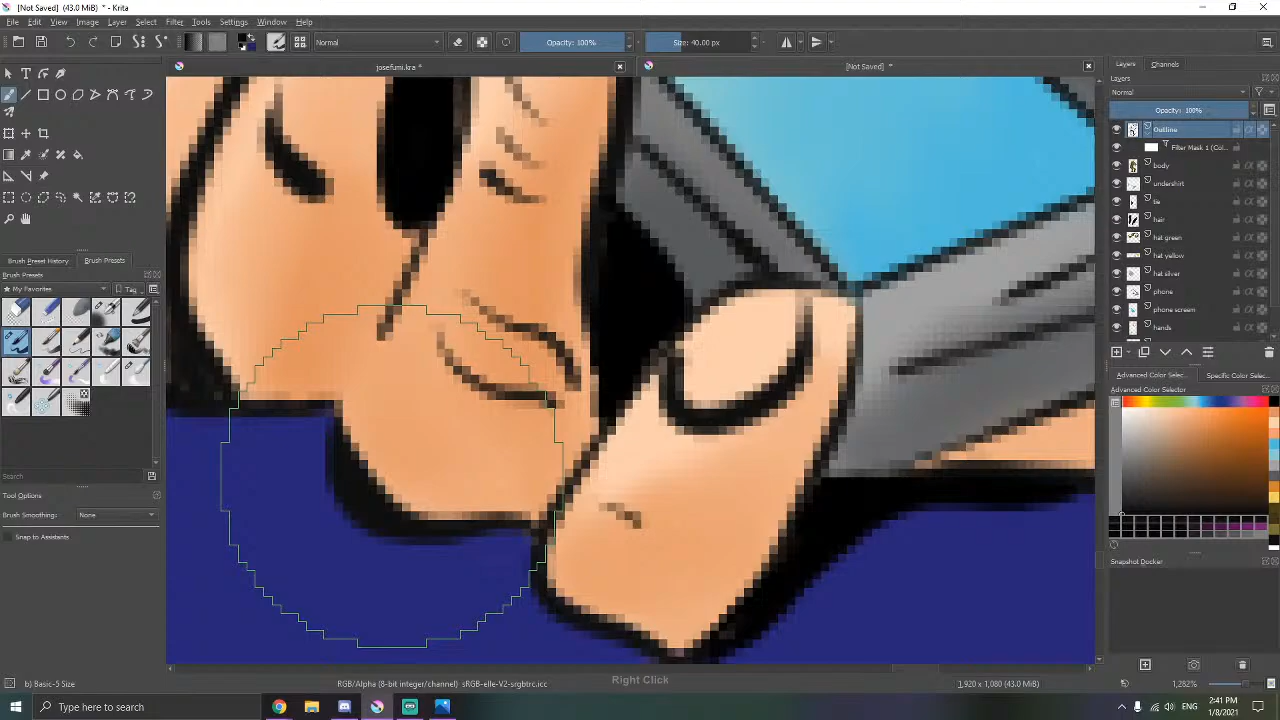 [Not Saved] * - Krita
File Edit View Image Layer Select Filter Tools Settings Window Help
Normal
Opacity: 100%
Size: 40.00 px
josefumi.kra *
[Not Saved] *
Layers Channels
Layers
Normal
Opacity: 100%
Outline
Filter Mask 1 (Col...
body
undershirt
tie
hair
hat green
hat yellow
hat silver
phone
phone screen
hands
Brush Preset History Brush Presets
Brush Presets
My Favorites
Tag
Search
Tool Options
Brush Smoothing: None
Snap to Assistants
Advanced Color Selec... Specific Color Selec...
Advanced Color Selector
Snapshot Docker
b) Basic-5 Size
RGB/Alpha (8-bit integer/channel) sRGB-elle-V2-srgbtrc.icc
Right Click
1,920 x 1,080 (43.0 MiB)
1,282%
Type here to search
ENG
2:41 PM
1/8/2021